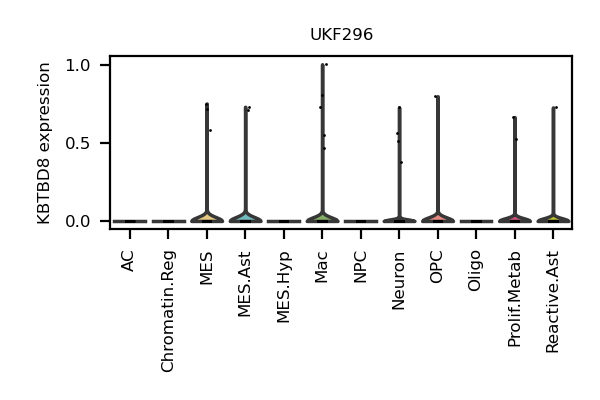 UKF296
KBTBD8 expression
1.0
0.5
0.0
AC
Chromatin.Reg
MES
MES.Ast
MES.Hyp
Mac
NPC
Neuron
OPC
Oligo
Prolif.Metab
Reactive.Ast